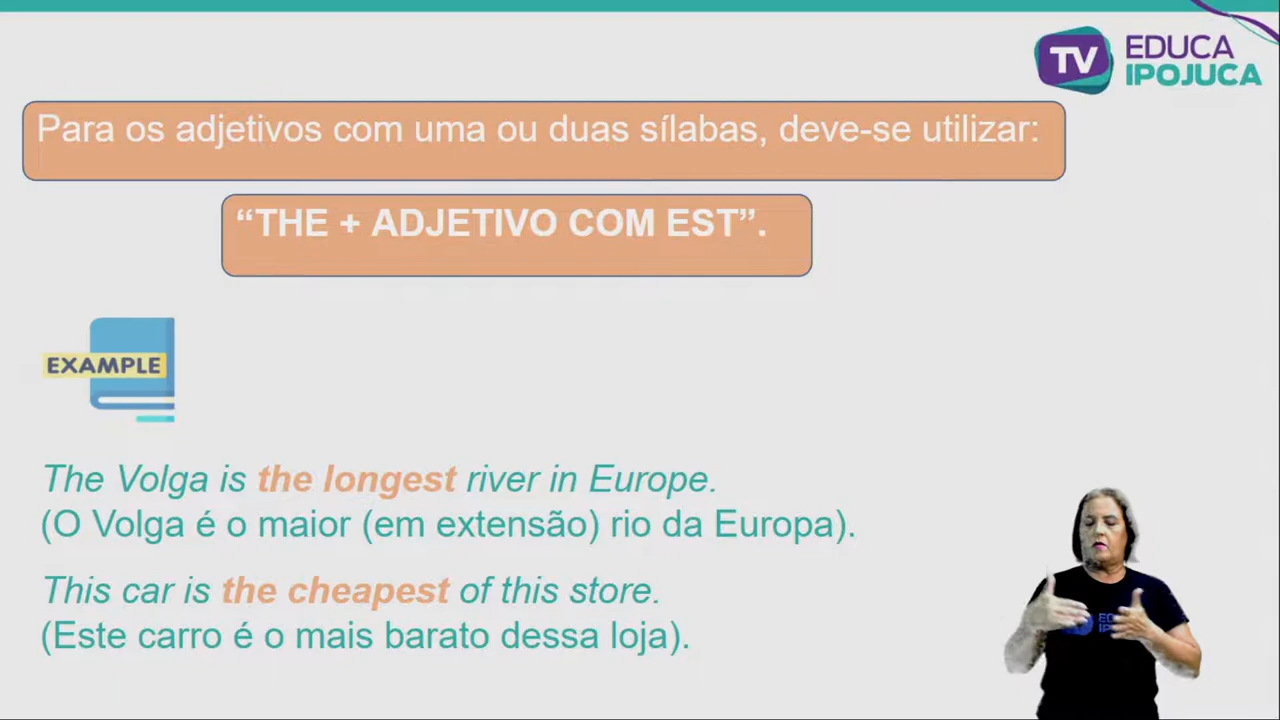 TV EDUCA
IPOJUCA
Para os adjetivos com uma ou duas sílabas, deve-se utilizar:
“THE + ADJETIVO COM EST”.
EXAMPLE
The Volga is the longest river in Europe.
(O Volga é o maior (em extensão) rio da Europa).
This car is the cheapest of this store.
(Este carro é o mais barato dessa loja).